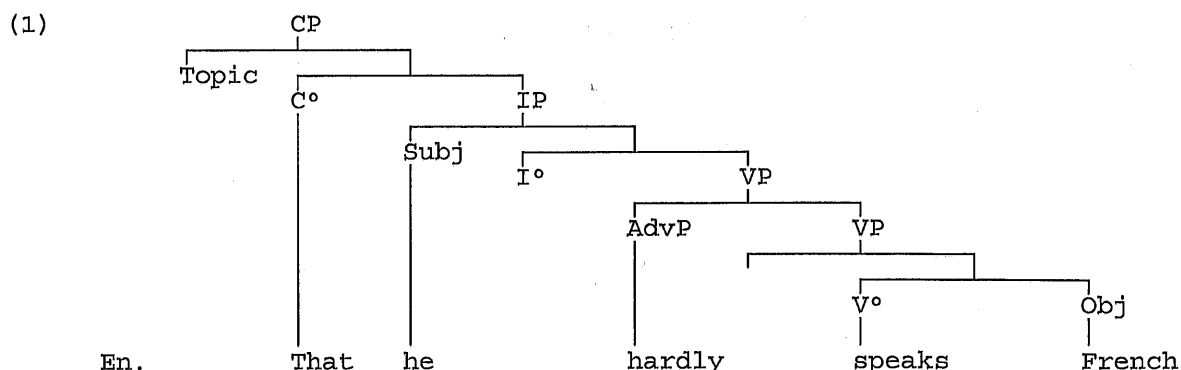 (1) CP
Topic
C° IP
Subj
I° VP
AdvP VP
V° Obj
En. That he hardly speaks French